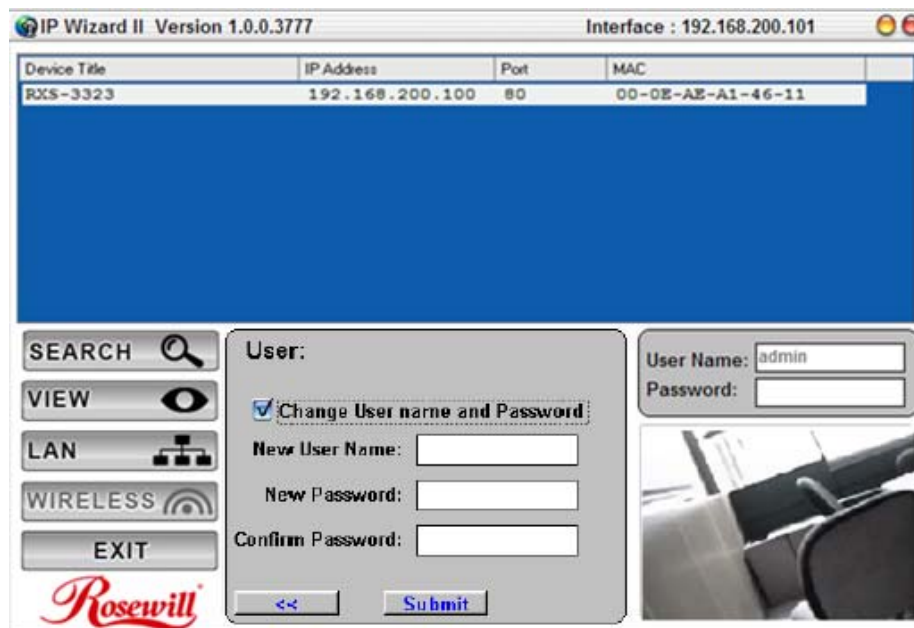 IP Wizard II Version 1.0.0.3777 Interface : 192.168.200.101
Device Title IP Address Port MAC
RXS-3323 192.168.200.100 80 00-0E-AE-A1-46-11
SEARCH
VIEW
LAN
WIRELESS
EXIT
Rosewill
User:
Change User name and Password
New User Name:
New Password:
Confirm Password:
<< Submit
User Name: admin
Password: